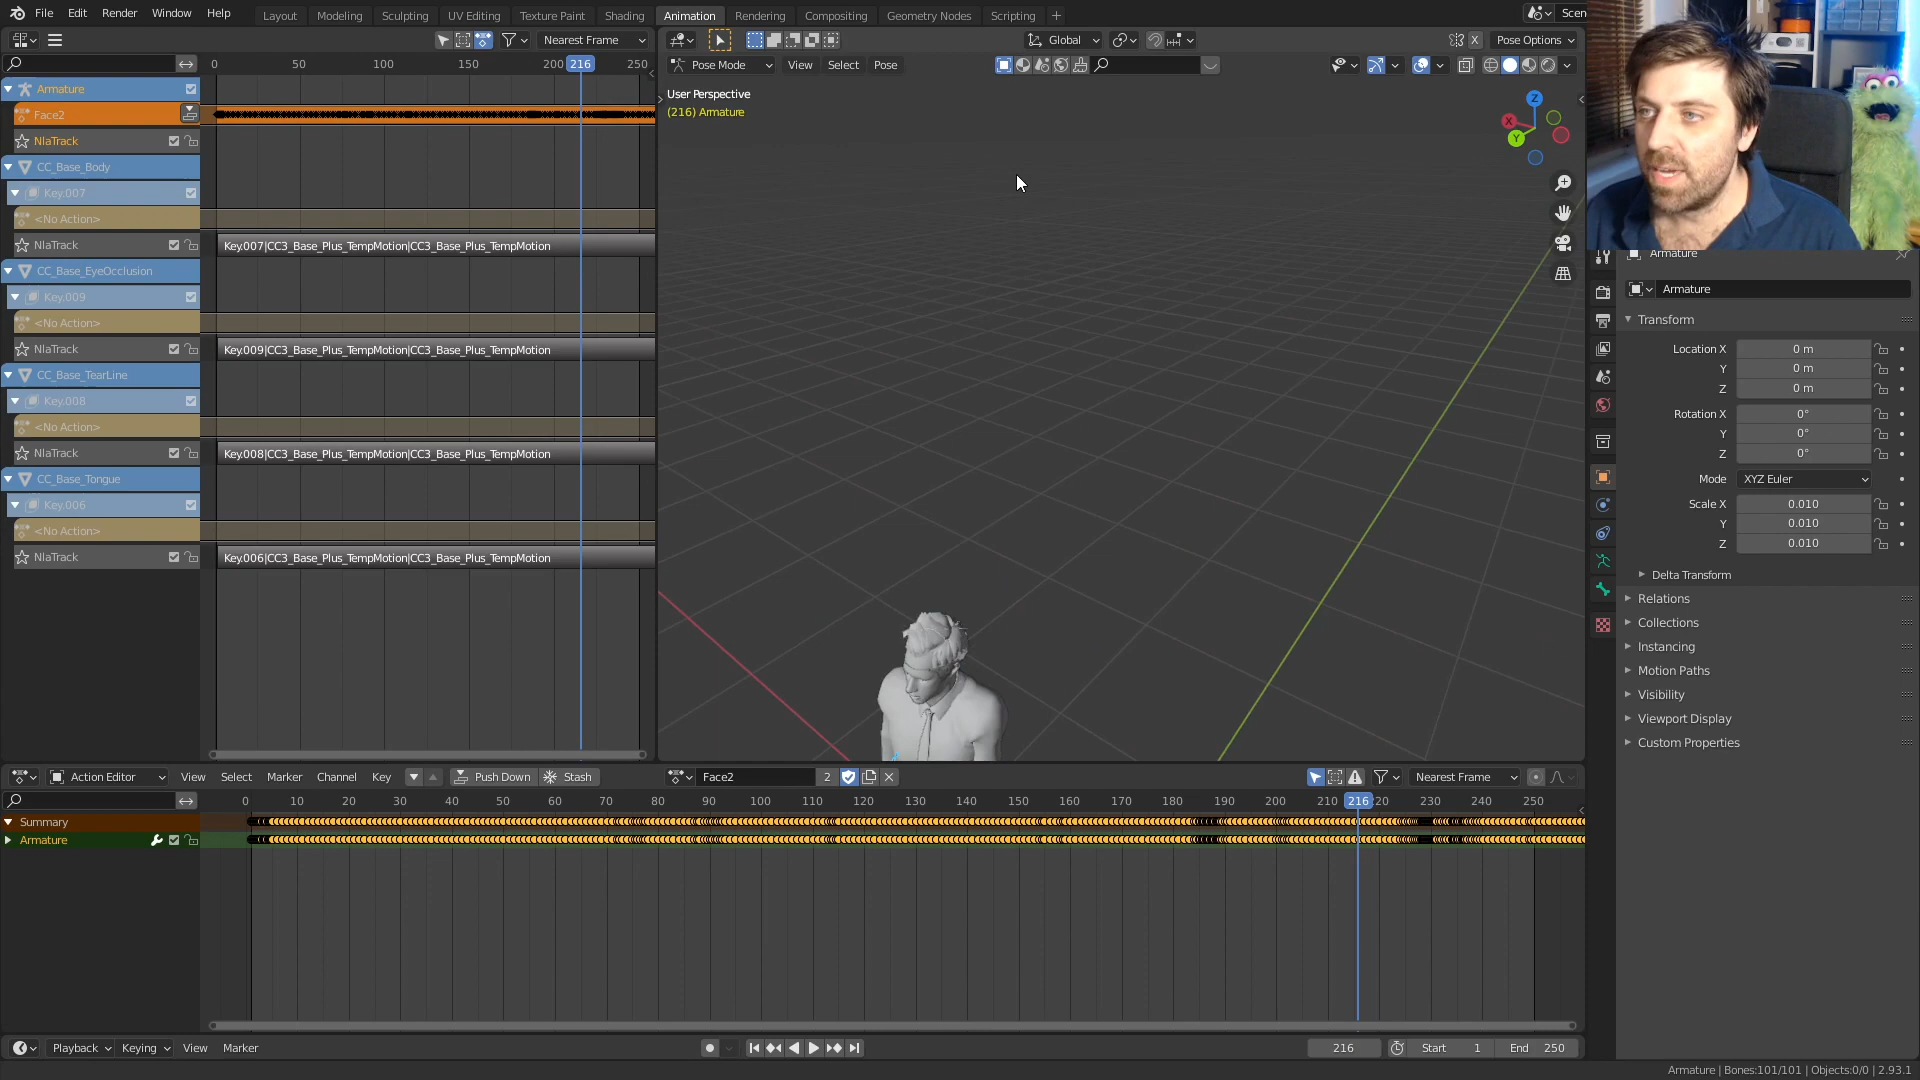 File Edit Render Window Help Layout Modeling Sculpting UV Editing Texture Paint Shading Animation Rendering Compositing Geometry Nodes Scripting + Scen
Nearest Frame Global Pose Options
0 50 100 150 200 216 250 Pose Mode View Select Pose
Armature
Face2
NlaTrack
CC_Base_Body
Key.007
<No Action>
NlaTrack Key.007|CC3_Base_Plus_TempMotion|CC3_Base_Plus_TempMotion
CC_Base_EyeOcclusion
Key.009
<No Action>
NlaTrack Key.009|CC3_Base_Plus_TempMotion|CC3_Base_Plus_TempMotion
CC_Base_TearLine
Key.008
<No Action>
NlaTrack Key.008|CC3_Base_Plus_TempMotion|CC3_Base_Plus_TempMotion
CC_Base_Tongue
Key.006
<No Action>
NlaTrack Key.006|CC3_Base_Plus_TempMotion|CC3_Base_Plus_TempMotion
User Perspective
(216) Armature
Z
X
Y
Armature
Armature
Transform
Location X 0 m
Y 0 m
Z 0 m
Rotation X 0°
Y 0°
Z 0°
Mode XYZ Euler
Scale X 0.010
Y 0.010
Z 0.010
Delta Transform
Relations
Collections
Instancing
Motion Paths
Visibility
Viewport Display
Custom Properties
Action Editor View Select Marker Channel Key Push Down Stash Face2 2 Nearest Frame
0 10 20 30 40 50 60 70 80 90 100 110 120 130 140 150 160 170 180 190 200 210 216 20 230 240 250
Summary
Armature
Playback Keying View Marker 216 Start 1 End 250
Armature | Bones:101/101 | Objects:0/0 | 2.93.1